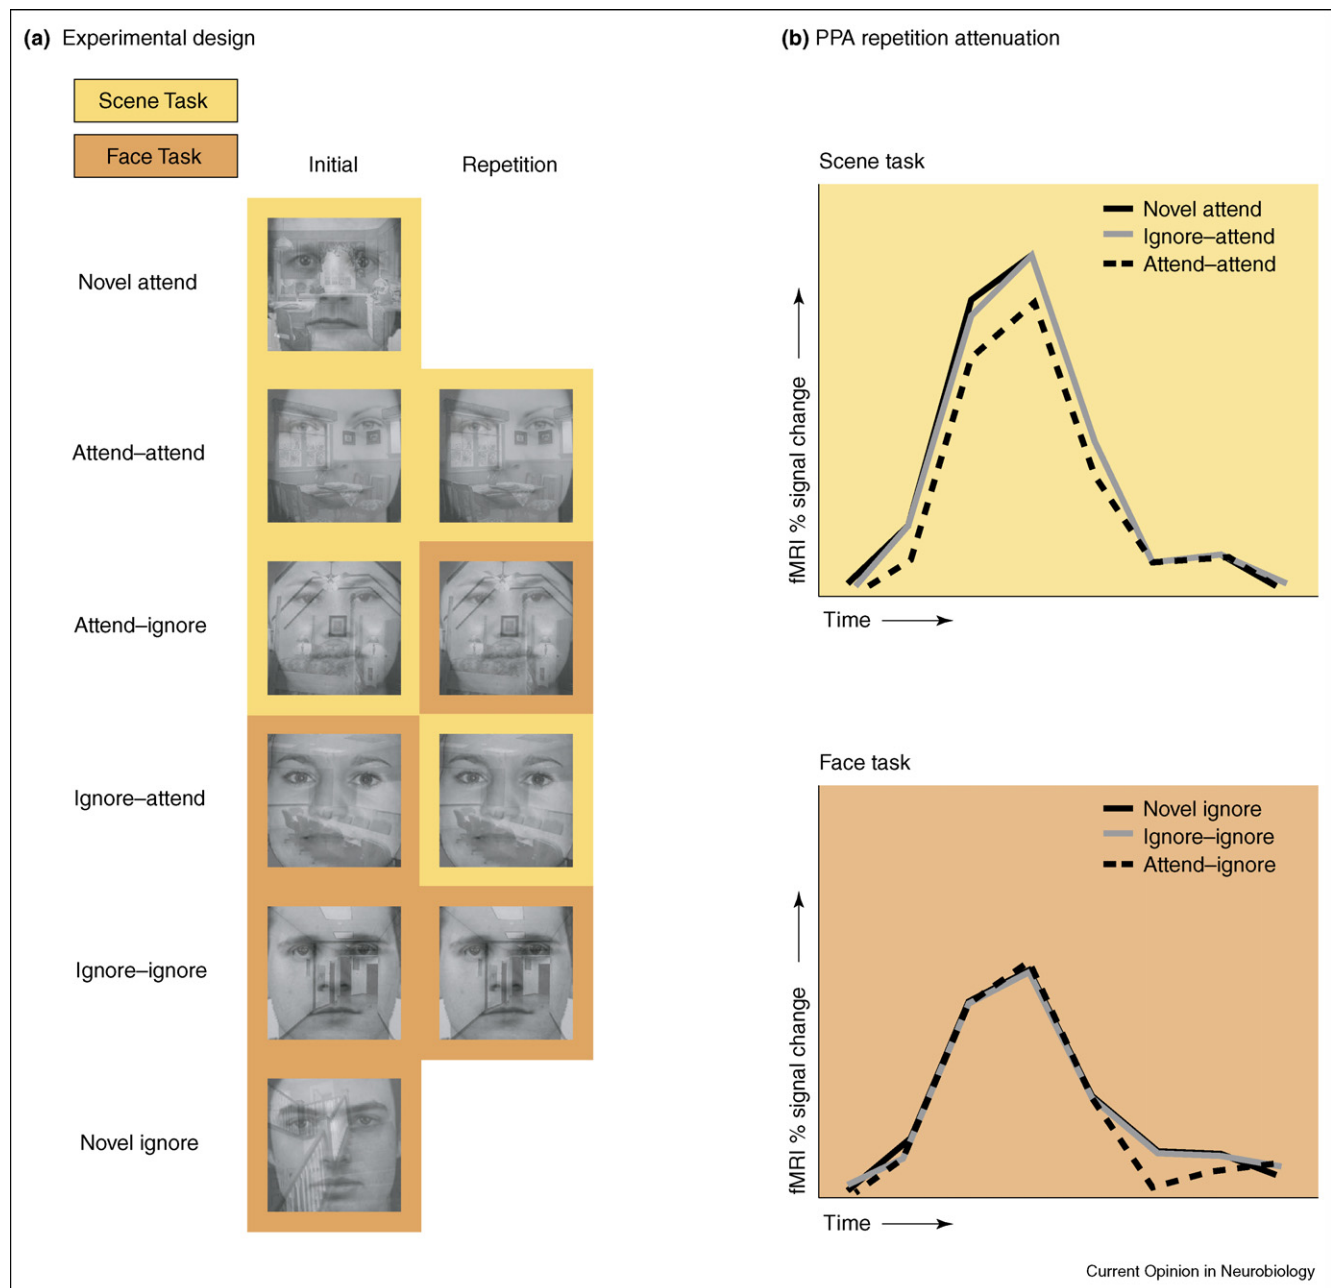 (a) Experimental design
Scene Task
Face Task
Initial
Repetition
Novel attend
Attend–attend
Attend–ignore
Ignore–attend
Ignore–ignore
Novel ignore
(b) PPA repetition attenuation
Scene task
Novel attend
Ignore–attend
Attend–attend
fMRI % signal change
Time
Face task
Novel ignore
Ignore–ignore
Attend–ignore
fMRI % signal change
Time
Current Opinion in Neurobiology